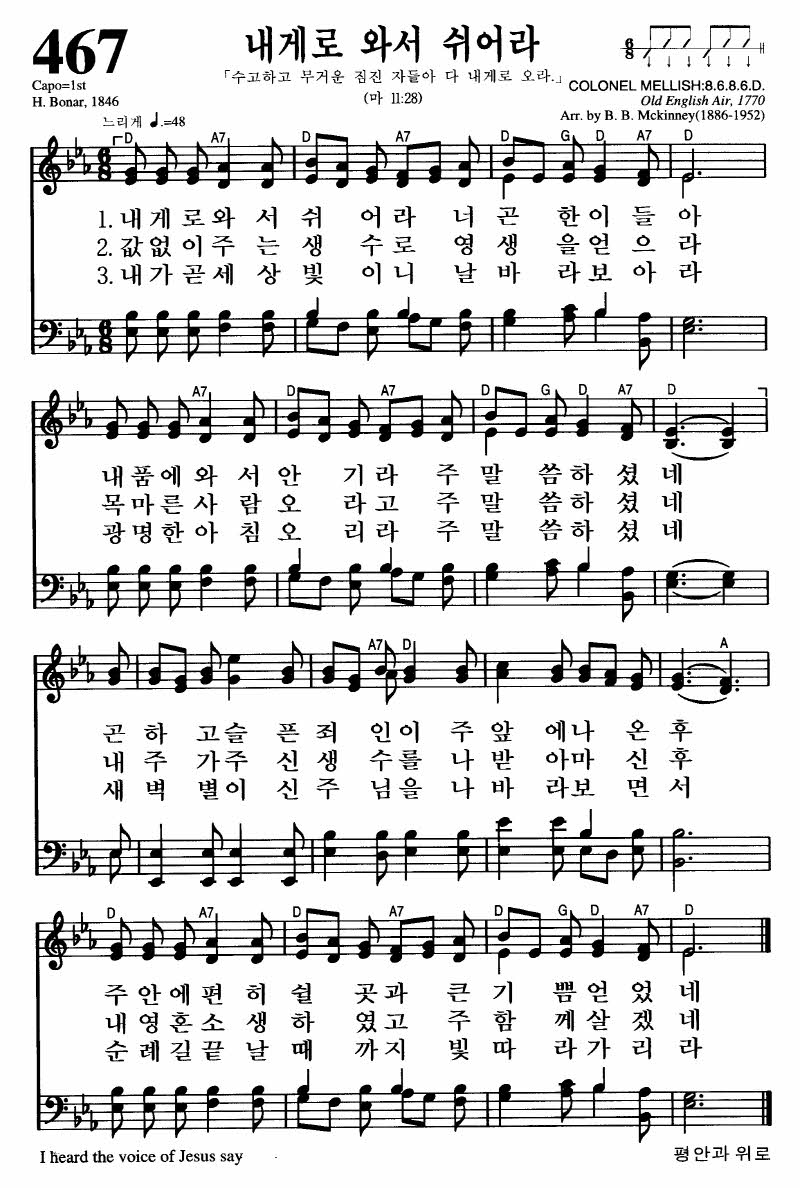 467
내게로 와서 쉬어라
「수고하고 무거운 짐진 자들아 다 내게로 오라.」
(마 11:28)
6/8
Capo=1st
H. Bonar, 1846
COLONEL MELLISH:8.6.8.6.D.
Old English Air, 1770
Arr. by B. B. Mckinney(1886-1952)
느리게 ♩.=48
D A7 D A7 D G D A7 D
1. 내 게 로 와 서 쉬 어 라 너 곤 한 이 들 아
2. 값 없 이 주 는 생 수 로 영 생 을 얻 으 라
3. 내 가 곧 세 상 빛 이 니 날 바 라 보 아 라
A7 D A7 D G D A7 D
내 품 에 와 서 안 기 라 주 말 씀 하 셨 네
목 마 른 사 람 오 라 고 주 말 씀 하 셨 네
광 명 한 아 침 오 리 라 주 말 씀 하 셨 네
A7 D A
곤 하 고 슬 픈 죄 인 이 주 앞 에 나 온 후
내 주 가 주 신 생 수 를 나 받 아 마 신 후
새 벽 별 이 신 주 님 을 나 바 라 보 면 서
D A7 D A7 D G D A7 D
주 안 에 편 히 쉴 곳 과 큰 기 쁨 얻 었 네
내 영 혼 소 생 하 였 고 주 함 께 살 겠 네
순 례 길 끝 날 때 까 지 빛 따 라 가 리 라
I heard the voice of Jesus say
평안과 위로